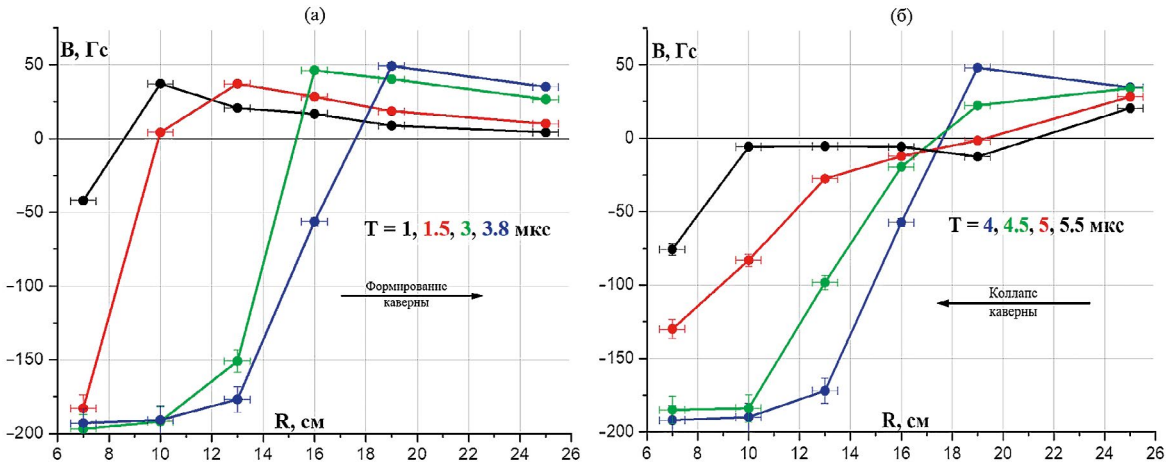 (а)
В, Гс
50
0
−50
−100
−150
−200
T = 1, 1.5, 3, 3.8 мкс
Формирование
каверны
R, см
6 8 10 12 14 16 18 20 22 24 26
(б)
В, Гс
50
0
−50
−100
−150
−200
T = 4, 4.5, 5, 5.5 мкс
Коллапс
каверны
R, см
6 8 10 12 14 16 18 20 22 24 26